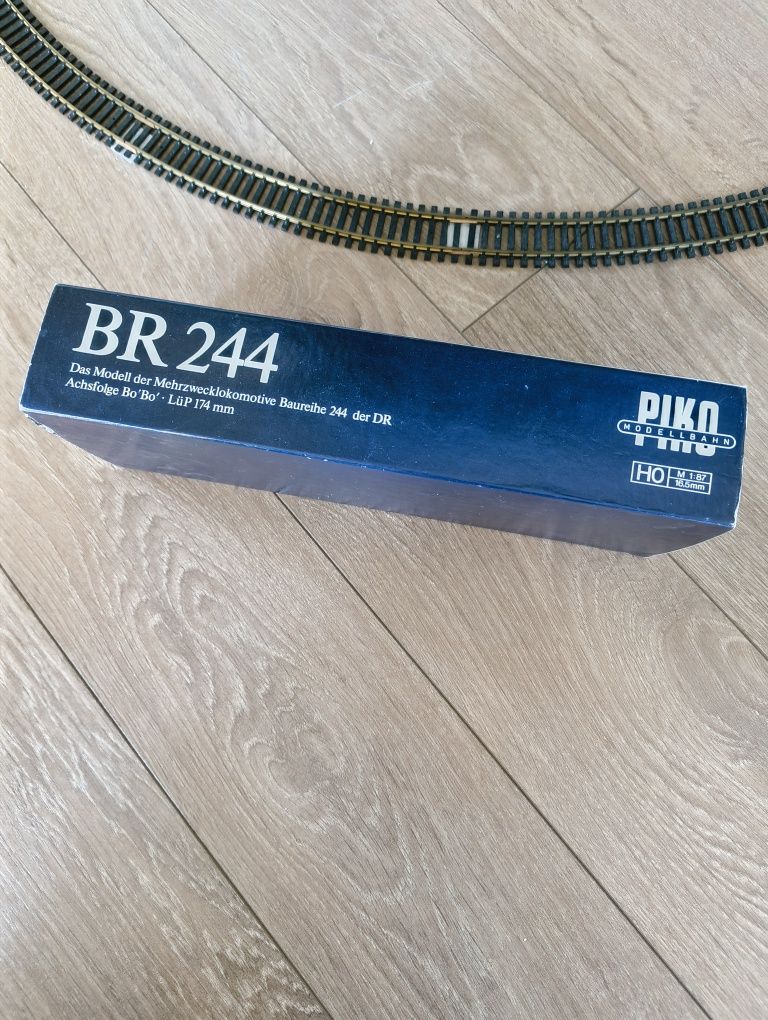 BR 244
Das Modell der Mehrzwecklokomotive Baureihe 244 der DR
Achsfolge Bo'Bo' · LüP 174 mm
PIKO
MODELLBAHN
HO
M 1:87
16.5mm